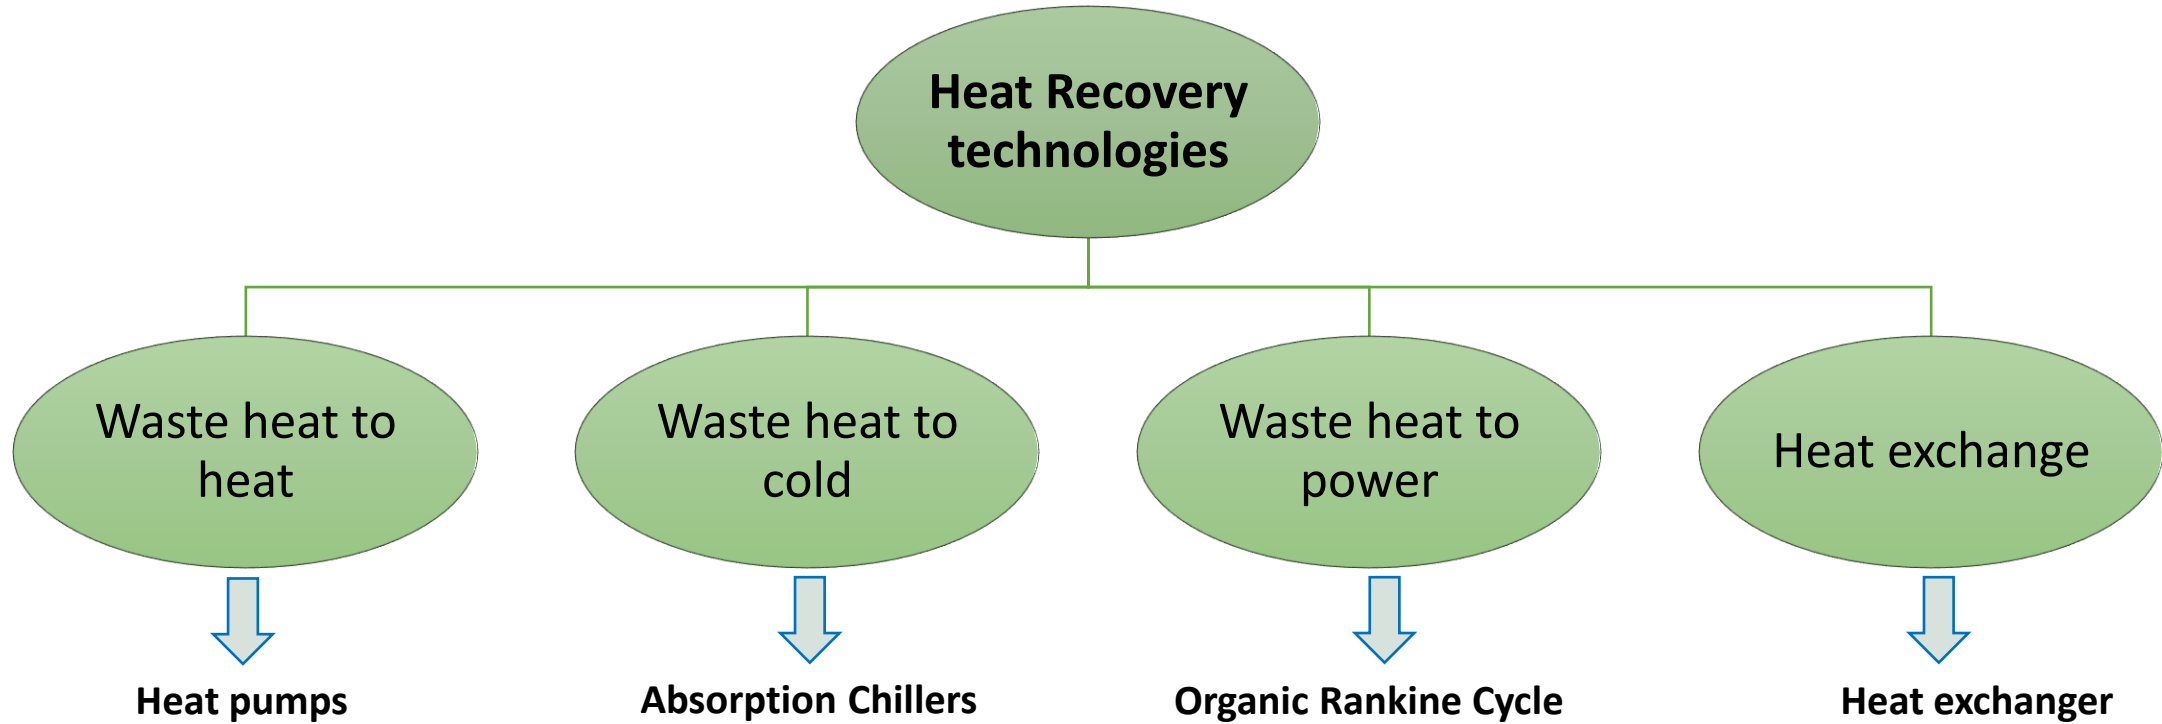 Heat Recovery
technologies
Waste heat to
heat
Waste heat to
cold
Waste heat to
power
Heat exchange
Heat pumps
Absorption Chillers
Organic Rankine Cycle
Heat exchanger